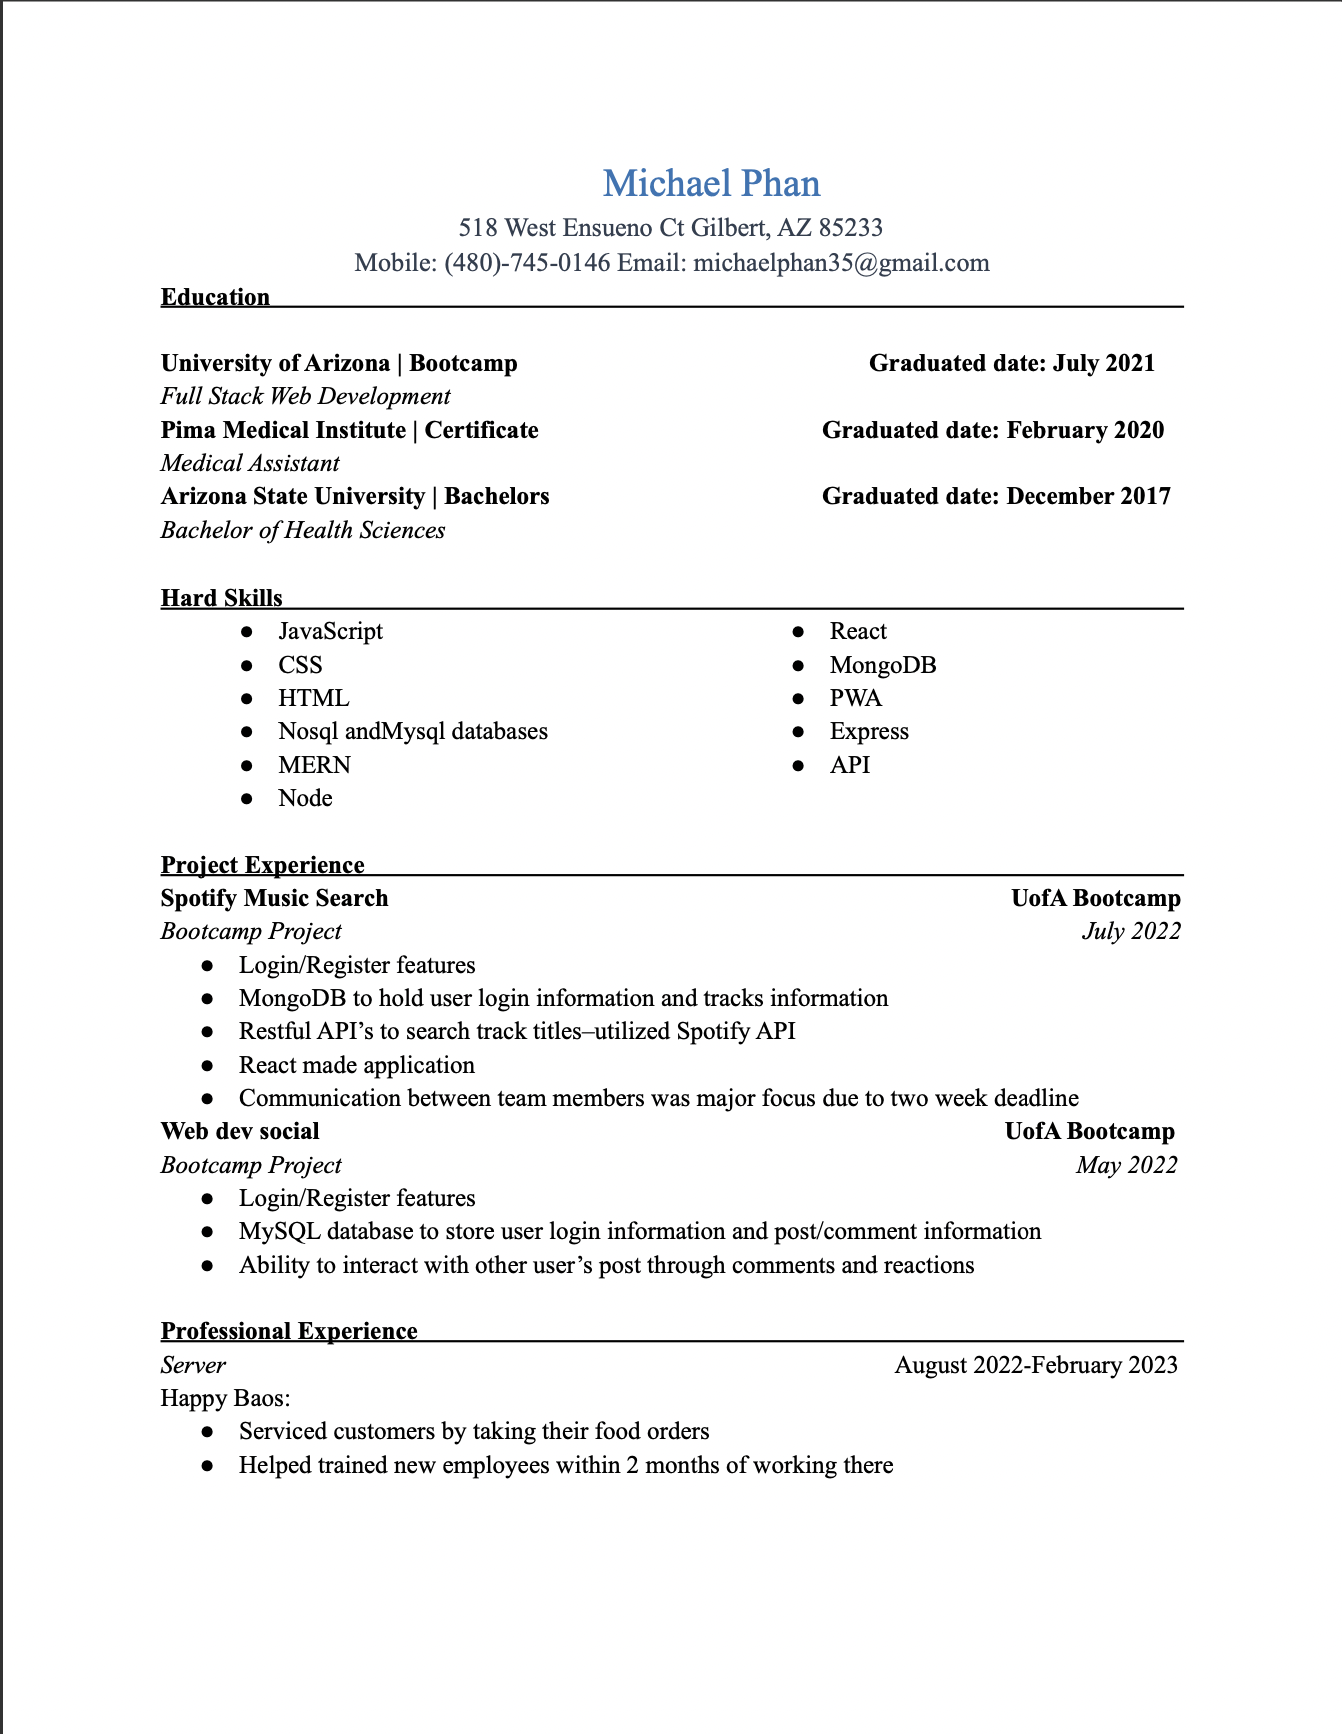 Michael Phan
518 West Ensueno Ct Gilbert, AZ 85233
Mobile: (480)-745-0146 Email: michaelphan35@gmail.com
Education
University of Arizona | Bootcamp Graduated date: July 2021
Full Stack Web Development
Pima Medical Institute | Certificate Graduated date: February 2020
Medical Assistant
Arizona State University | Bachelors Graduated date: December 2017
Bachelor of Health Sciences
Hard Skills
● JavaScript
● CSS
● HTML
● Nosql andMysql databases
● MERN
● Node
● React
● MongoDB
● PWA
● Express
● API
Project Experience
Spotify Music Search UofA Bootcamp
Bootcamp Project July 2022
● Login/Register features
● MongoDB to hold user login information and tracks information
● Restful API’s to search track titles–utilized Spotify API
● React made application
● Communication between team members was major focus due to two week deadline
Web dev social UofA Bootcamp
Bootcamp Project May 2022
● Login/Register features
● MySQL database to store user login information and post/comment information
● Ability to interact with other user’s post through comments and reactions
Professional Experience
Server August 2022-February 2023
Happy Baos:
● Serviced customers by taking their food orders
● Helped trained new employees within 2 months of working there